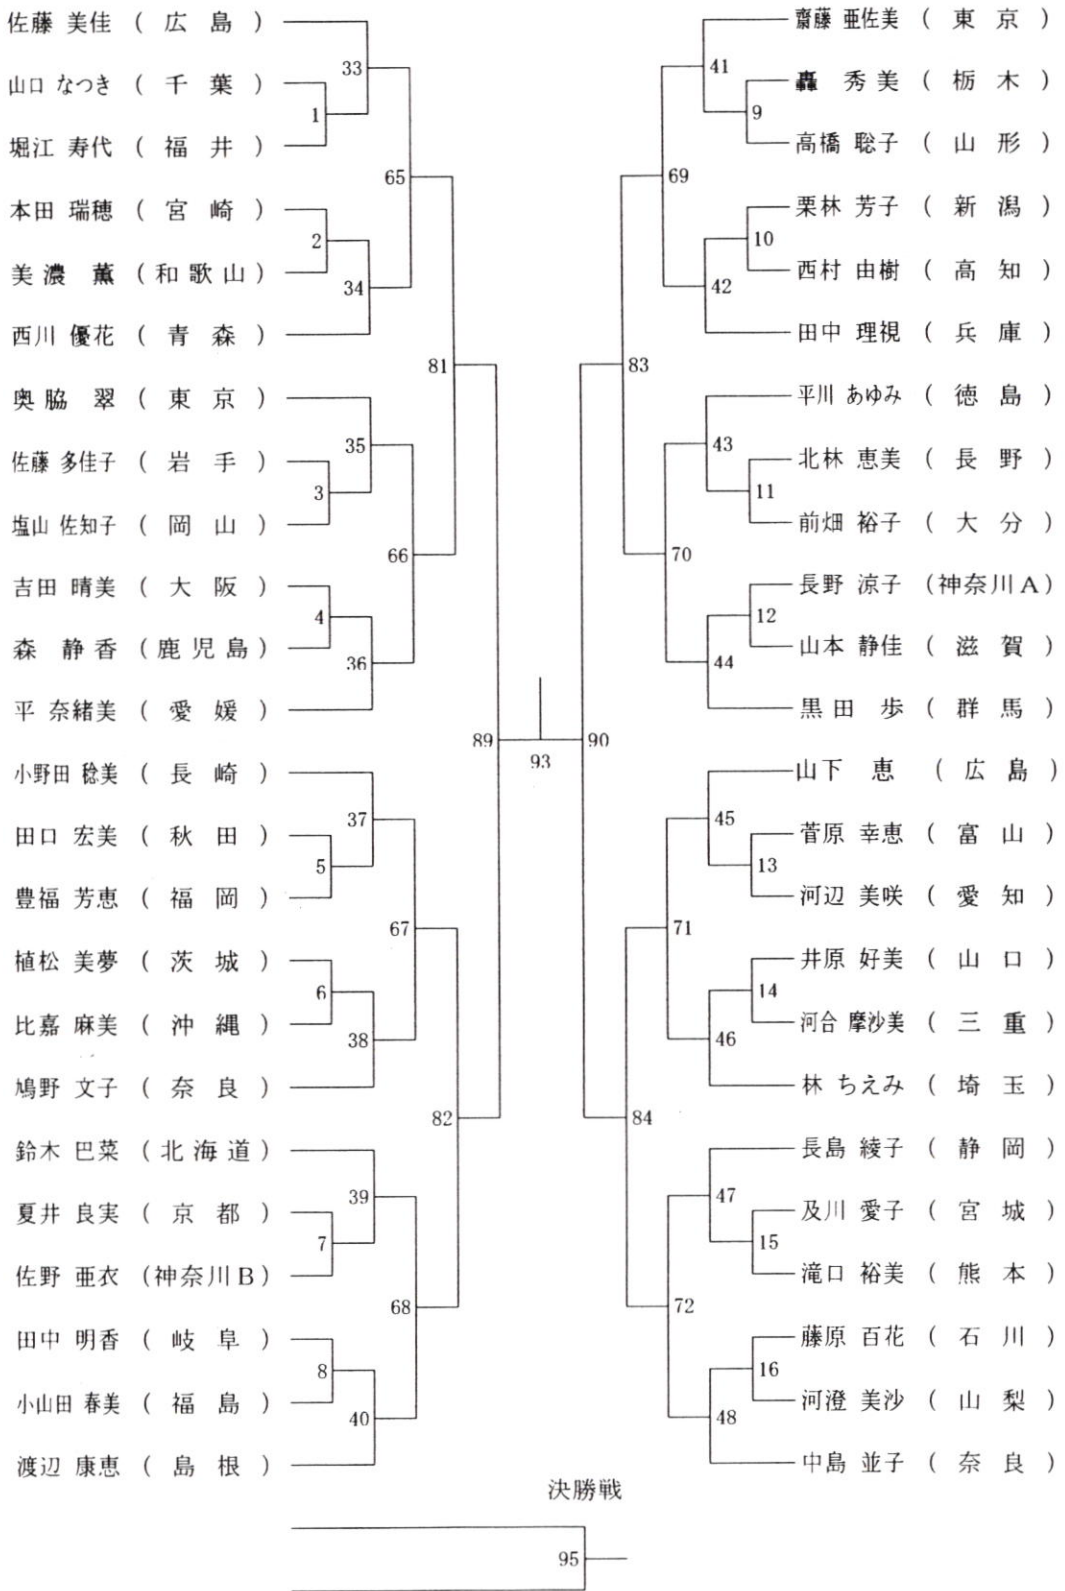 佐藤 美佳 ( 広 島 )
33
山口 なつき ( 千 葉 )
1
堀江 寿代 ( 福 井 )
65
本田 瑞穂 ( 宮 崎 )
2
美濃 薫 ( 和歌山 )
34
西川 優花 ( 青 森 )
81
奥脇 翠 ( 東 京 )
35
佐藤 多佳子 ( 岩 手 )
3
塩山 佐知子 ( 岡 山 )
66
吉田 晴美 ( 大 阪 )
4
森 静香 ( 鹿児島 )
36
平 奈緒美 ( 愛 媛 )
89
小野田 稔美 ( 長 崎 )
37
田口 宏美 ( 秋 田 )
5
豊福 芳恵 ( 福 岡 )
67
植松 美夢 ( 茨 城 )
6
比嘉 麻美 ( 沖 縄 )
38
鳩野 文子 ( 奈 良 )
82
鈴木 巴菜 ( 北海道 )
39
夏井 良実 ( 京 都 )
7
佐野 亜衣 (神奈川B)
68
田中 明香 ( 岐 阜 )
8
小山田 春美 ( 福 島 )
40
渡辺 康恵 ( 島 根 )
93
齋藤 亜佐美 ( 東 京 )
41
轟 秀美 ( 栃 木 )
9
高橋 聡子 ( 山 形 )
69
栗林 芳子 ( 新 潟 )
10
西村 由樹 ( 高 知 )
42
田中 理視 ( 兵 庫 )
83
平川 あゆみ ( 徳 島 )
43
北林 恵美 ( 長 野 )
11
前畑 裕子 ( 大 分 )
70
長野 涼子 (神奈川A)
12
山本 静佳 ( 滋 賀 )
44
黒田 歩 ( 群 馬 )
90
山下 恵 ( 広 島 )
45
菅原 幸恵 ( 富 山 )
13
河辺 美咲 ( 愛 知 )
71
井原 好美 ( 山 口 )
14
河合 摩沙美 ( 三 重 )
46
林 ちえみ ( 埼 玉 )
84
長島 綾子 ( 静 岡 )
47
及川 愛子 ( 宮 城 )
15
滝口 裕美 ( 熊 本 )
72
藤原 百花 ( 石 川 )
16
河澄 美沙 ( 山 梨 )
48
中島 並子 ( 奈 良 )
決勝戦
95